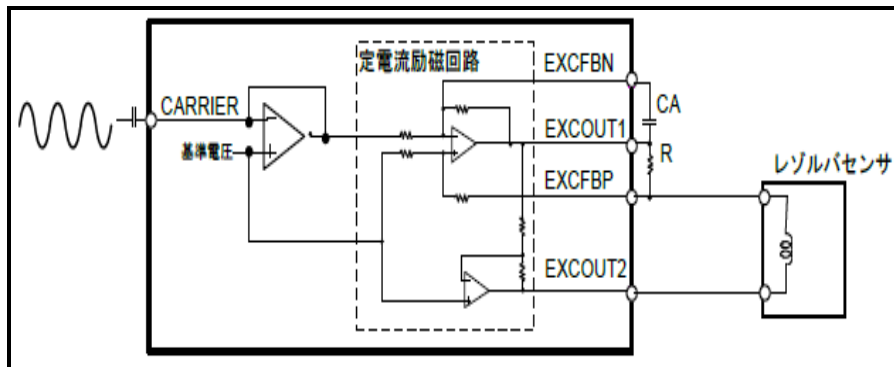 定電流励磁回路
EXCFBN
CARRIER
CA
EXCOUT1
基準電圧
R
レゾルバセンサ
EXCFBP
EXCOUT2